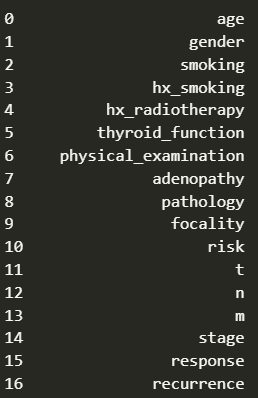 0 age
1 gender
2 smoking
3 hx_smoking
4 hx_radiotherapy
5 thyroid_function
6 physical_examination
7 adenopathy
8 pathology
9 focality
10 risk
11 t
12 n
13 m
14 stage
15 response
16 recurrence